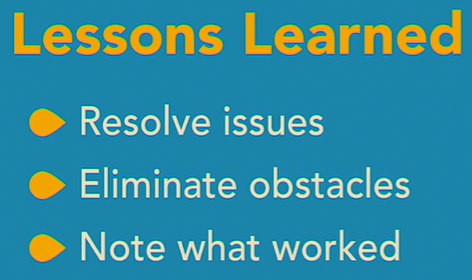 Lessons Learned
Resolve issues
Eliminate obstacles
Note what worked